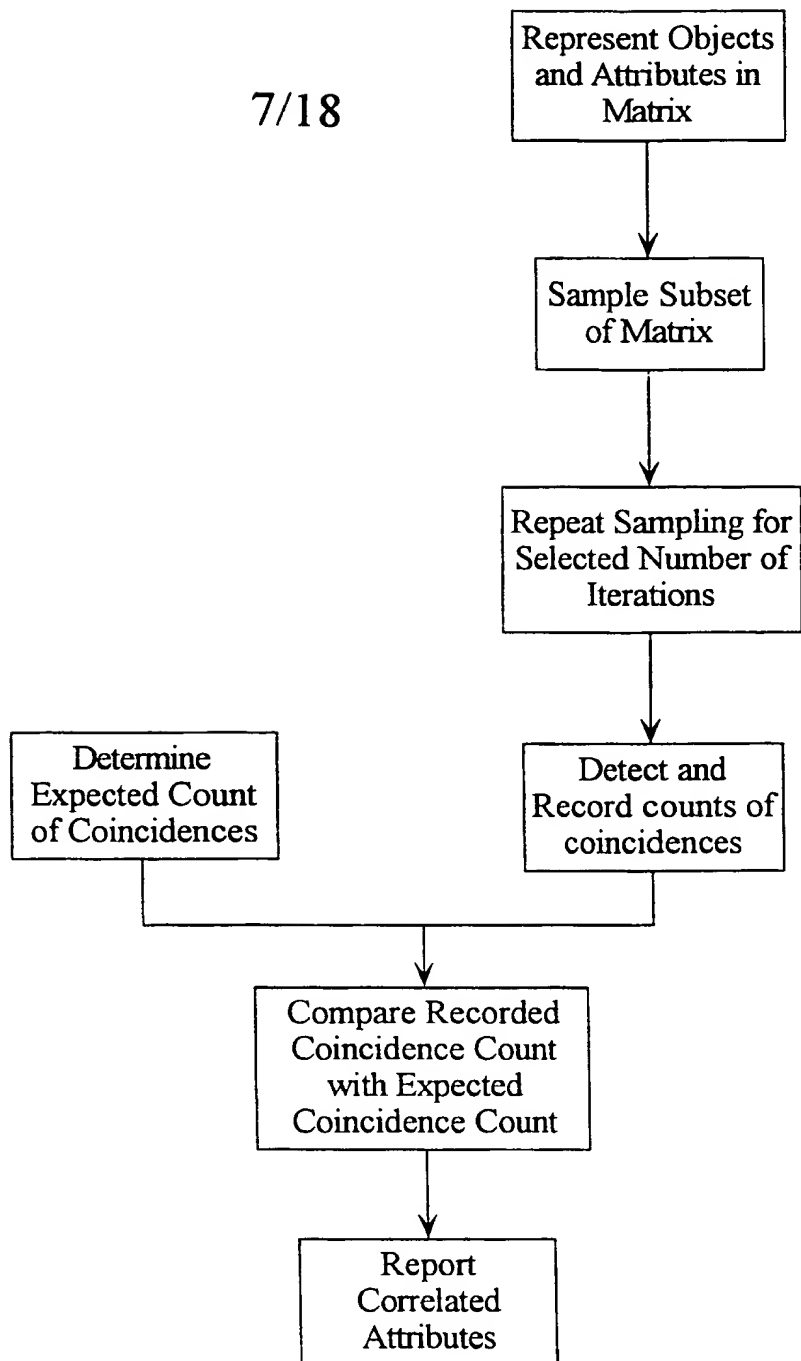 7/18
Represent Objects
and Attributes in
Matrix
Sample Subset
of Matrix
Repeat Sampling for
Selected Number of
Iterations
Determine
Expected Count
of Coincidences
Detect and
Record counts of
coincidences
Compare Recorded
Coincidence Count
with Expected
Coincidence Count
Report
Correlated
Attributes